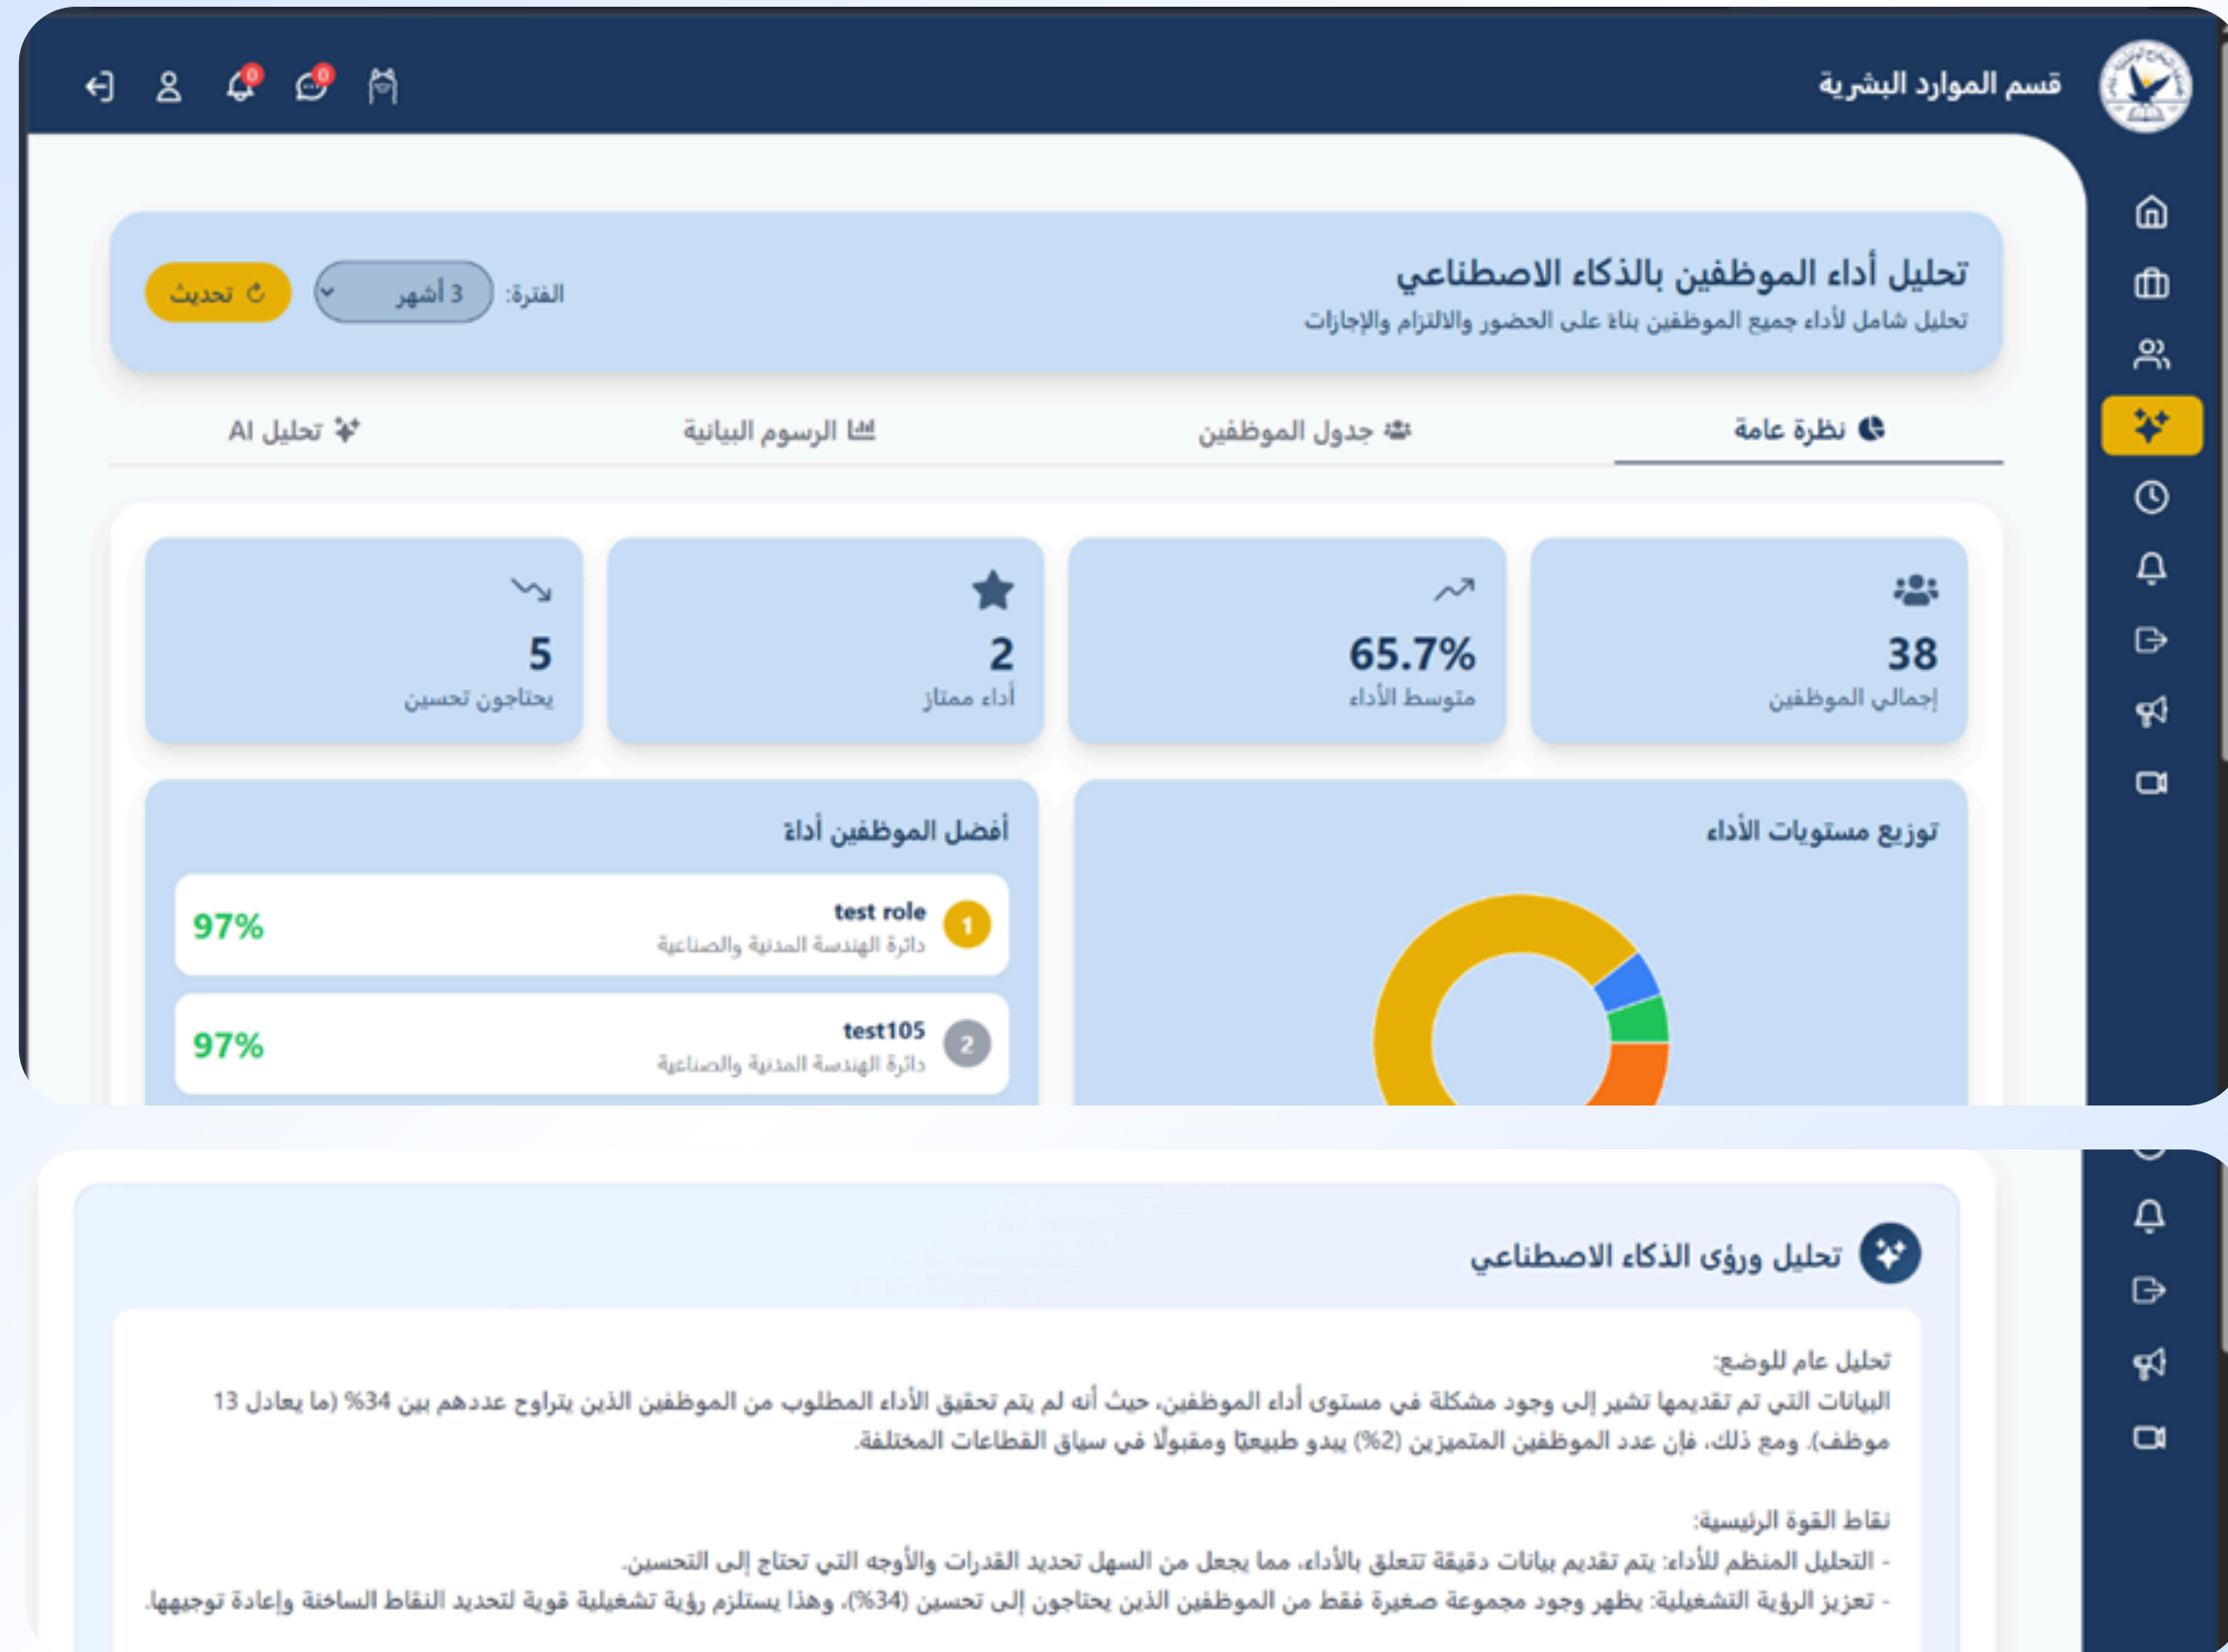 قسم الموارد البشرية
0
0
تحليل أداء الموظفين بالذكاء الاصطناعي
تحليل شامل لأداء جميع الموظفين بناءً على الحضور والالتزام والإجازات
الفترة:
3 أشهر
تحديث
نظرة عامة
جدول الموظفين
الرسوم البيانية
تحليل AI
38
إجمالي الموظفين
65.7%
متوسط الأداء
2
أداء ممتاز
5
يحتاجون تحسين
توزيع مستويات الأداء
أفضل الموظفين أداءً
1
test role
دائرة الهندسة المدنية والصناعية
97%
2
test105
دائرة الهندسة المدنية والصناعية
97%
تحليل ورؤى الذكاء الاصطناعي
تحليل عام للوضع:
البيانات التي تم تقديمها تشير إلى وجود مشكلة في مستوى أداء الموظفين، حيث أنه لم يتم تحقيق الأداء المطلوب من الموظفين الذين يتراوح عددهم بين 34% (ما يعادل 13
موظف). ومع ذلك، فإن عدد الموظفين المتميزين (2%) يبدو طبيعيًا ومقبولًا في سياق القطاعات المختلفة.
نقاط القوة الرئيسية:
- التحليل المنظم للأداء: يتم تقديم بيانات دقيقة تتعلق بالأداء، مما يجعل من السهل تحديد القدرات والأوجه التي تحتاج إلى التحسين.
- تعزيز الرؤية التشغيلية: يظهر وجود مجموعة صغيرة فقط من الموظفين الذين يحتاجون إلى تحسين (34%)، وهذا يستلزم رؤية تشغيلية قوية لتحديد النقاط الساخنة وإعادة توجيهها.